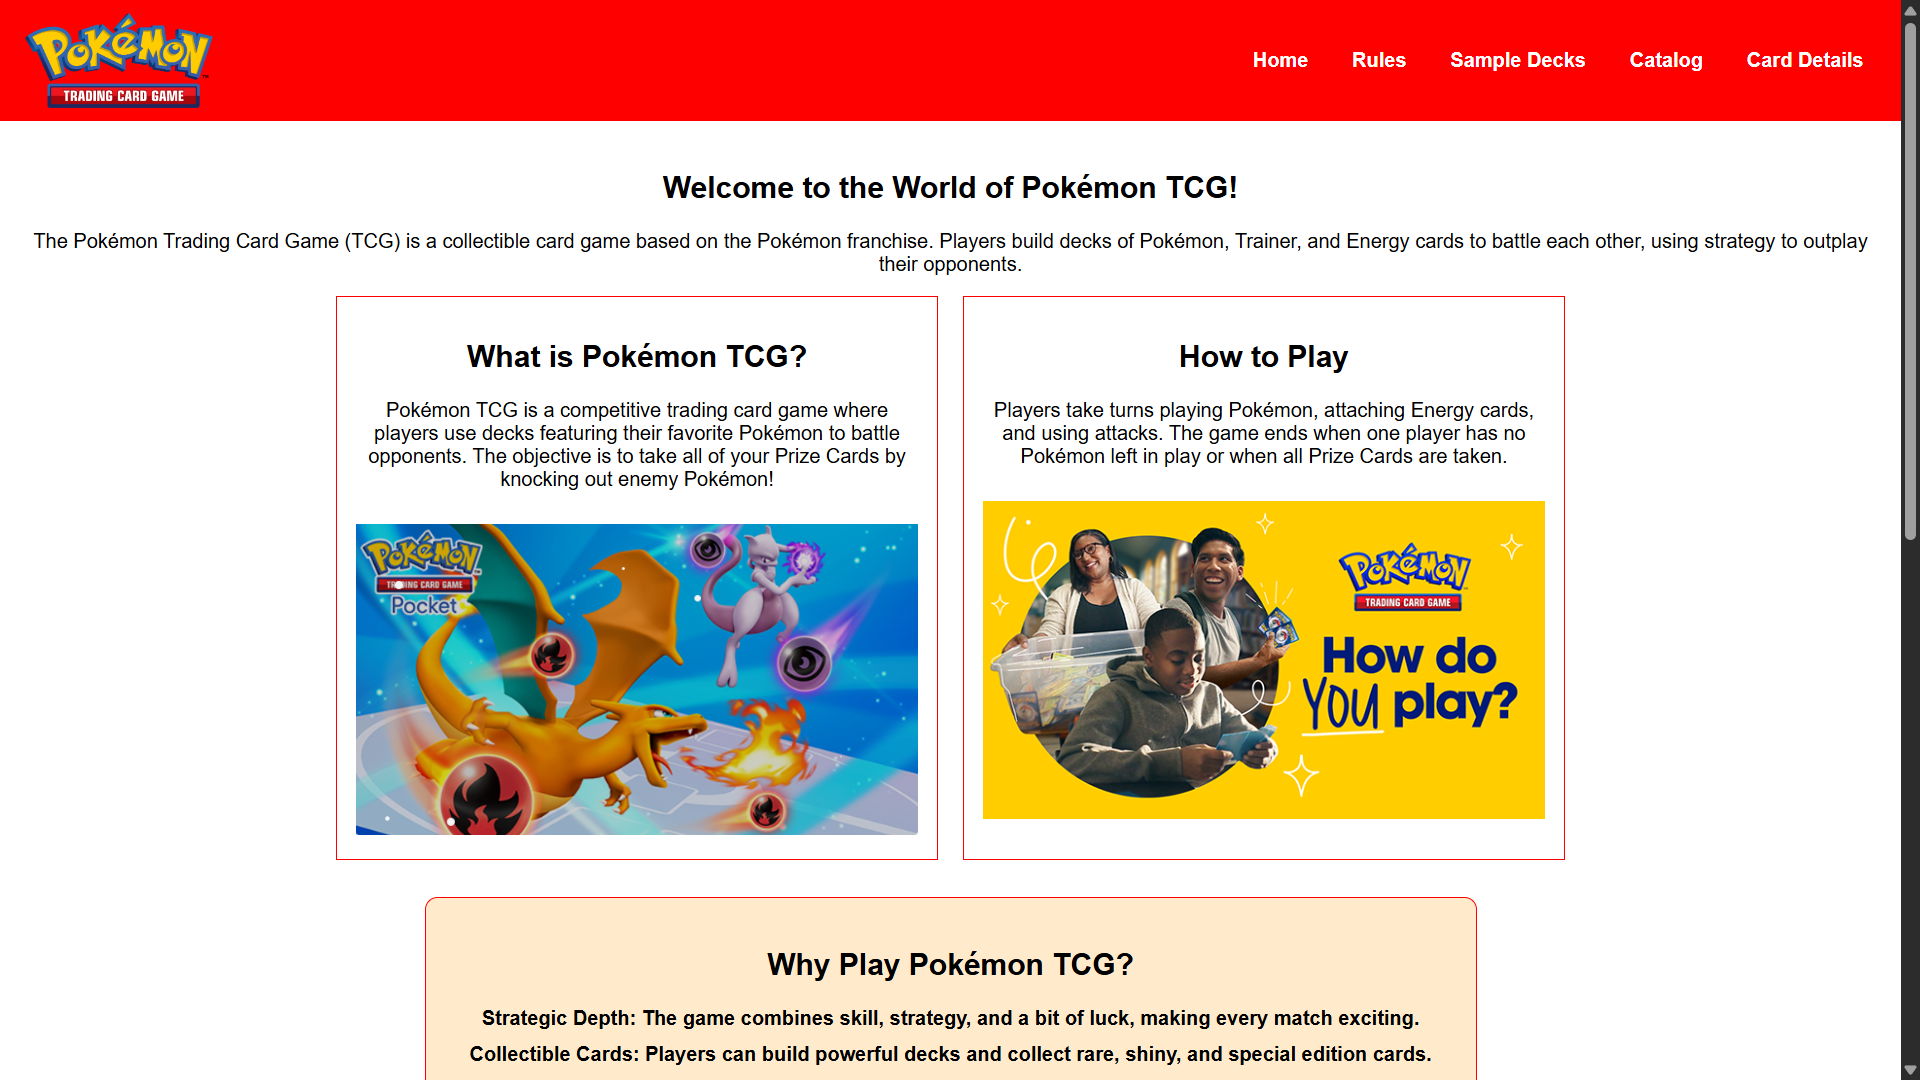 POKÉMON
TRADING CARD GAME
Home Rules Sample Decks Catalog Card Details
Welcome to the World of Pokémon TCG!
The Pokémon Trading Card Game (TCG) is a collectible card game based on the Pokémon franchise. Players build decks of Pokémon, Trainer, and Energy cards to battle each other, using strategy to outplay
their opponents.
What is Pokémon TCG?
Pokémon TCG is a competitive trading card game where
players use decks featuring their favorite Pokémon to battle
opponents. The objective is to take all of your Prize Cards by
knocking out enemy Pokémon!
POKÉMON
TRADING CARD GAME
Pocket
How to Play
Players take turns playing Pokémon, attaching Energy cards,
and using attacks. The game ends when one player has no
Pokémon left in play or when all Prize Cards are taken.
POKÉMON
TRADING CARD GAME
How do
YOU play?
Why Play Pokémon TCG?
Strategic Depth: The game combines skill, strategy, and a bit of luck, making every match exciting.
Collectible Cards: Players can build powerful decks and collect rare, shiny, and special edition cards.